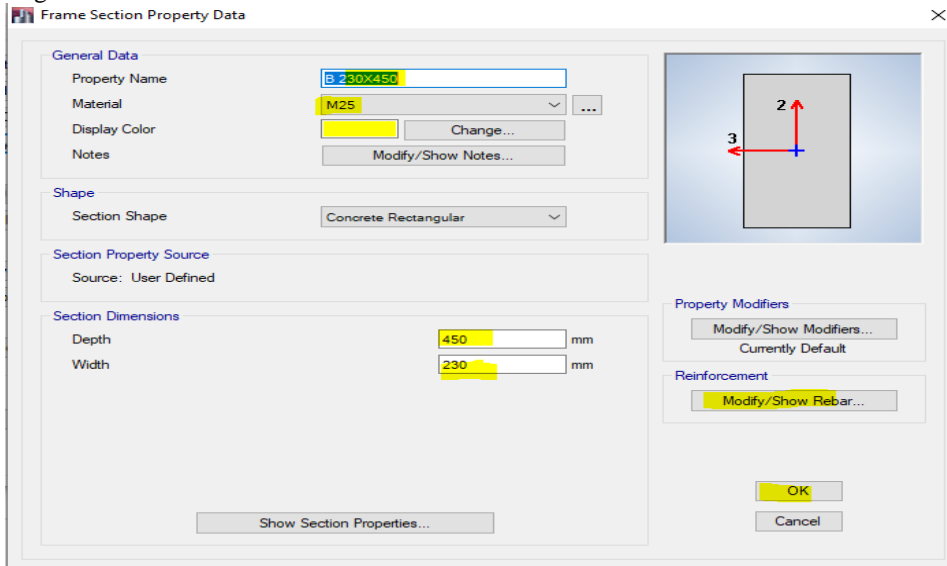 Frame Section Property Data
General Data
Property Name B 230X450
Material M25 ...
Display Color Change...
Notes Modify/Show Notes...
2
3
Shape
Section Shape Concrete Rectangular
Section Property Source
Source: User Defined
Section Dimensions
Depth 450 mm
Width 230 mm
Show Section Properties...
Property Modifiers
Modify/Show Modifiers...
Currently Default
Reinforcement
Modify/Show Rebar...
OK
Cancel